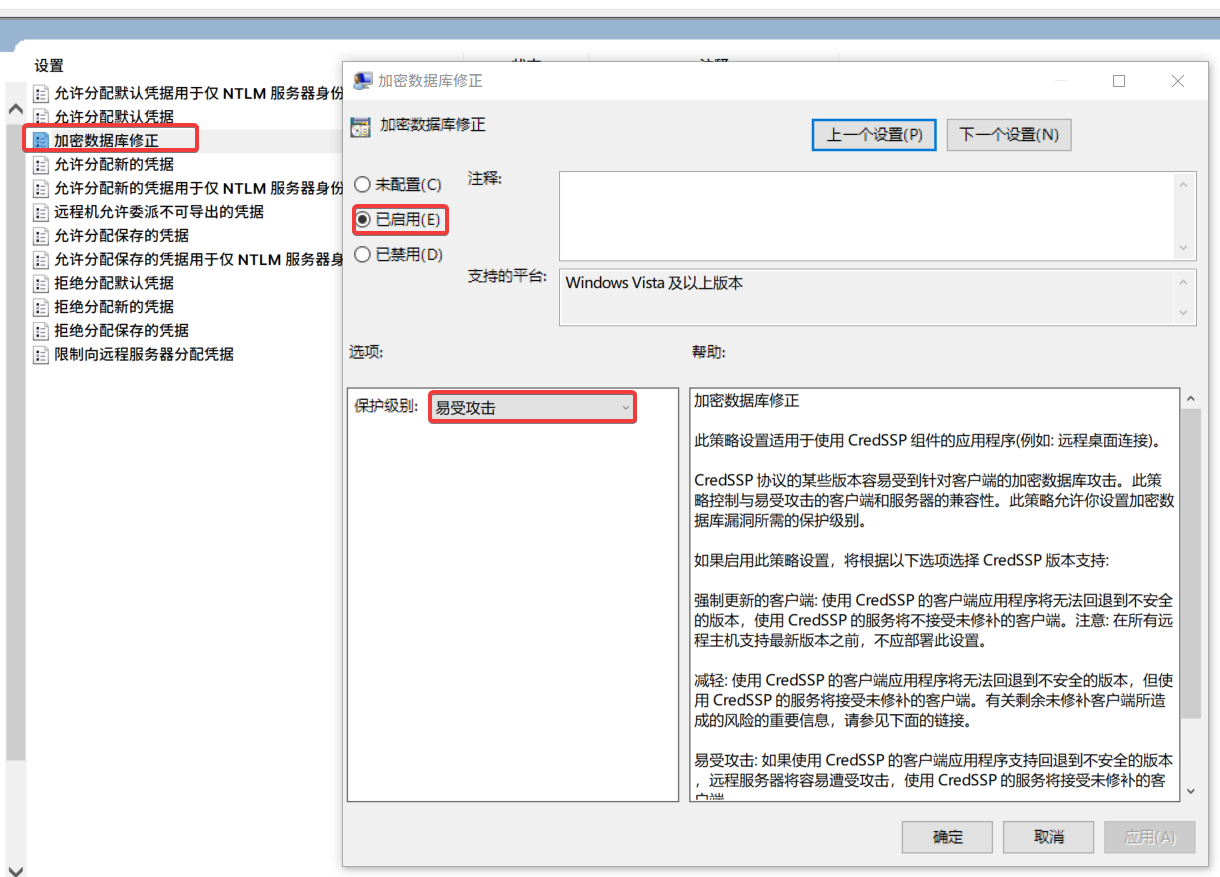 设置
允许分配默认凭据用于仅 NTLM 服务器身份
允许分配默认凭据
加密数据库修正
允许分配新的凭据
允许分配新的凭据用于仅 NTLM 服务器身份
远程机允许委派不可导出的凭据
允许分配保存的凭据
允许分配保存的凭据用于仅 NTLM 服务器身
拒绝分配默认凭据
拒绝分配新的凭据
拒绝分配保存的凭据
限制向远程服务器分配凭据
加密数据库修正
加密数据库修正
上一个设置(P)
下一个设置(N)
未配置(C)
已启用(E)
已禁用(D)
注释:
支持的平台:
Windows Vista 及以上版本
选项:
帮助:
保护级别:
易受攻击
加密数据库修正
此策略设置适用于使用 CredSSP 组件的应用程序(例如: 远程桌面连接)。
CredSSP 协议的某些版本容易受到针对客户端的加密数据库攻击。此策
略控制与易受攻击的客户端和服务器的兼容性。此策略允许你设置加密数
据库漏洞所需的保护级别。
如果启用此策略设置，将根据以下选项选择 CredSSP 版本支持:
强制更新的客户端: 使用 CredSSP 的客户端应用程序将无法回退到不安全
的版本，使用 CredSSP 的服务将不接受未修补的客户端。注意: 在所有远
程主机支持最新版本之前，不应部署此设置。
减轻: 使用 CredSSP 的客户端应用程序将无法回退到不安全的版本，但使
用 CredSSP 的服务将接受未修补的客户端。有关剩余未修补客户端所造
成的风险的重要信息，请参见下面的链接。
易受攻击: 如果使用 CredSSP 的客户端应用程序支持回退到不安全的版本
，远程服务器将容易遭受攻击，使用 CredSSP 的服务将接受未修补的客
户端
确定
取消
应用(A)